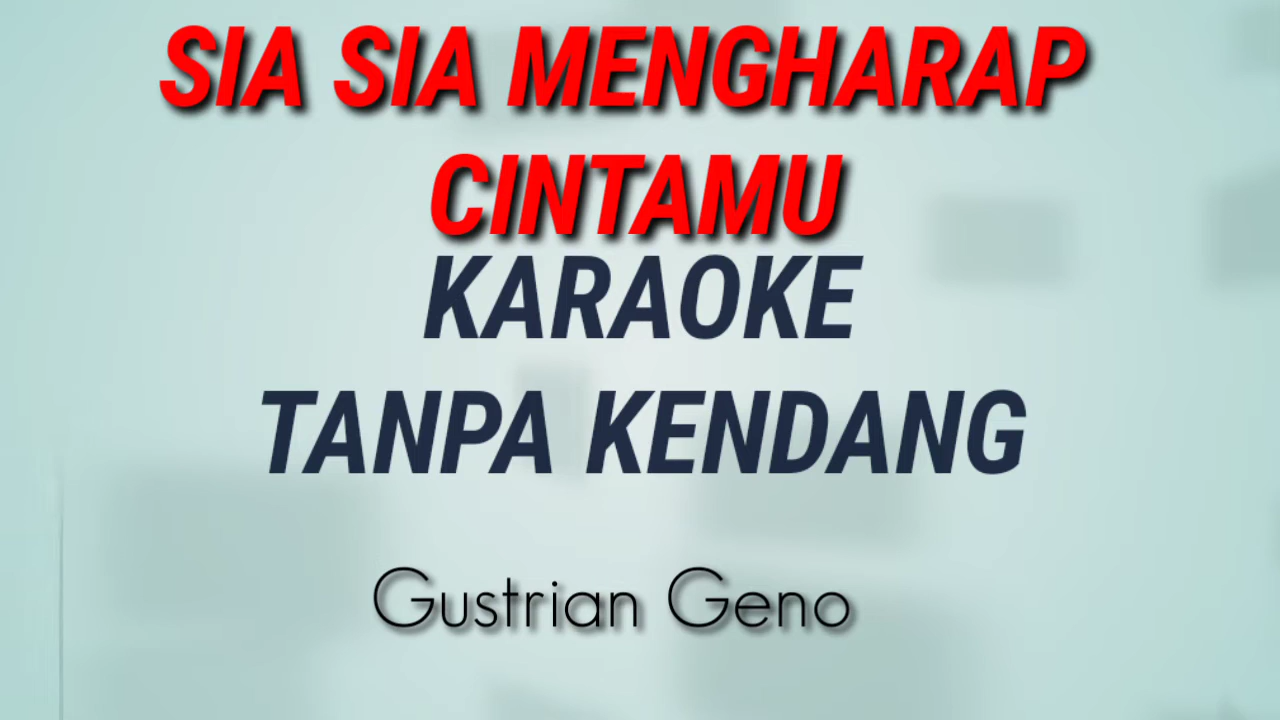 SIA SIA MENGHARAP
CINTAMU
KARAOKE
TANPA KENDANG
Gustrian Geno